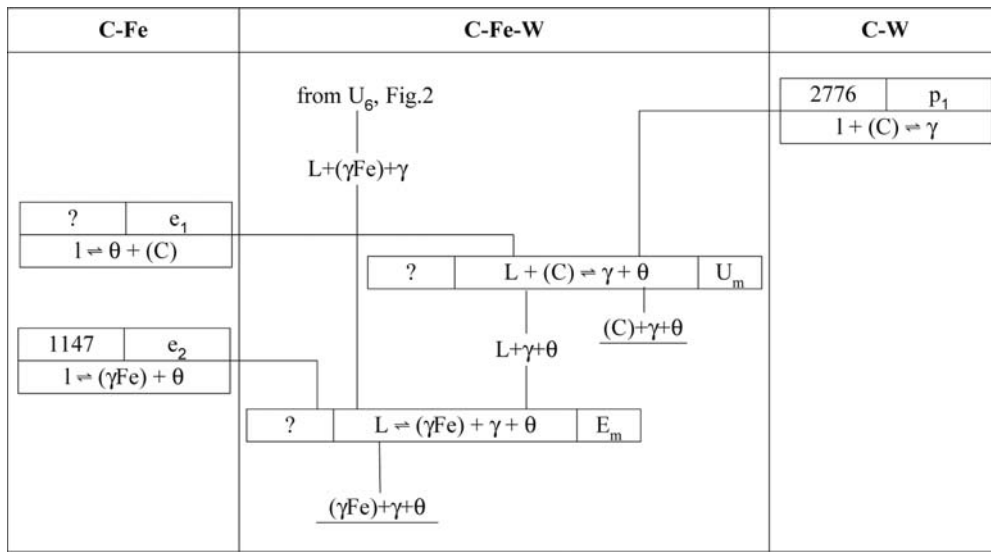 C-Fe
C-Fe-W
C-W
from U₆, Fig.2
2776
p₁
l + (C) ⇌ γ
L+(γFe)+γ
?
e₁
l ⇌ θ + (C)
?
L + (C) ⇌ γ + θ
Uₘ
(C)+γ+θ
1147
e₂
l ⇌ (γFe) + θ
L+γ+θ
?
L ⇌ (γFe) + γ + θ
Eₘ
(γFe)+γ+θ